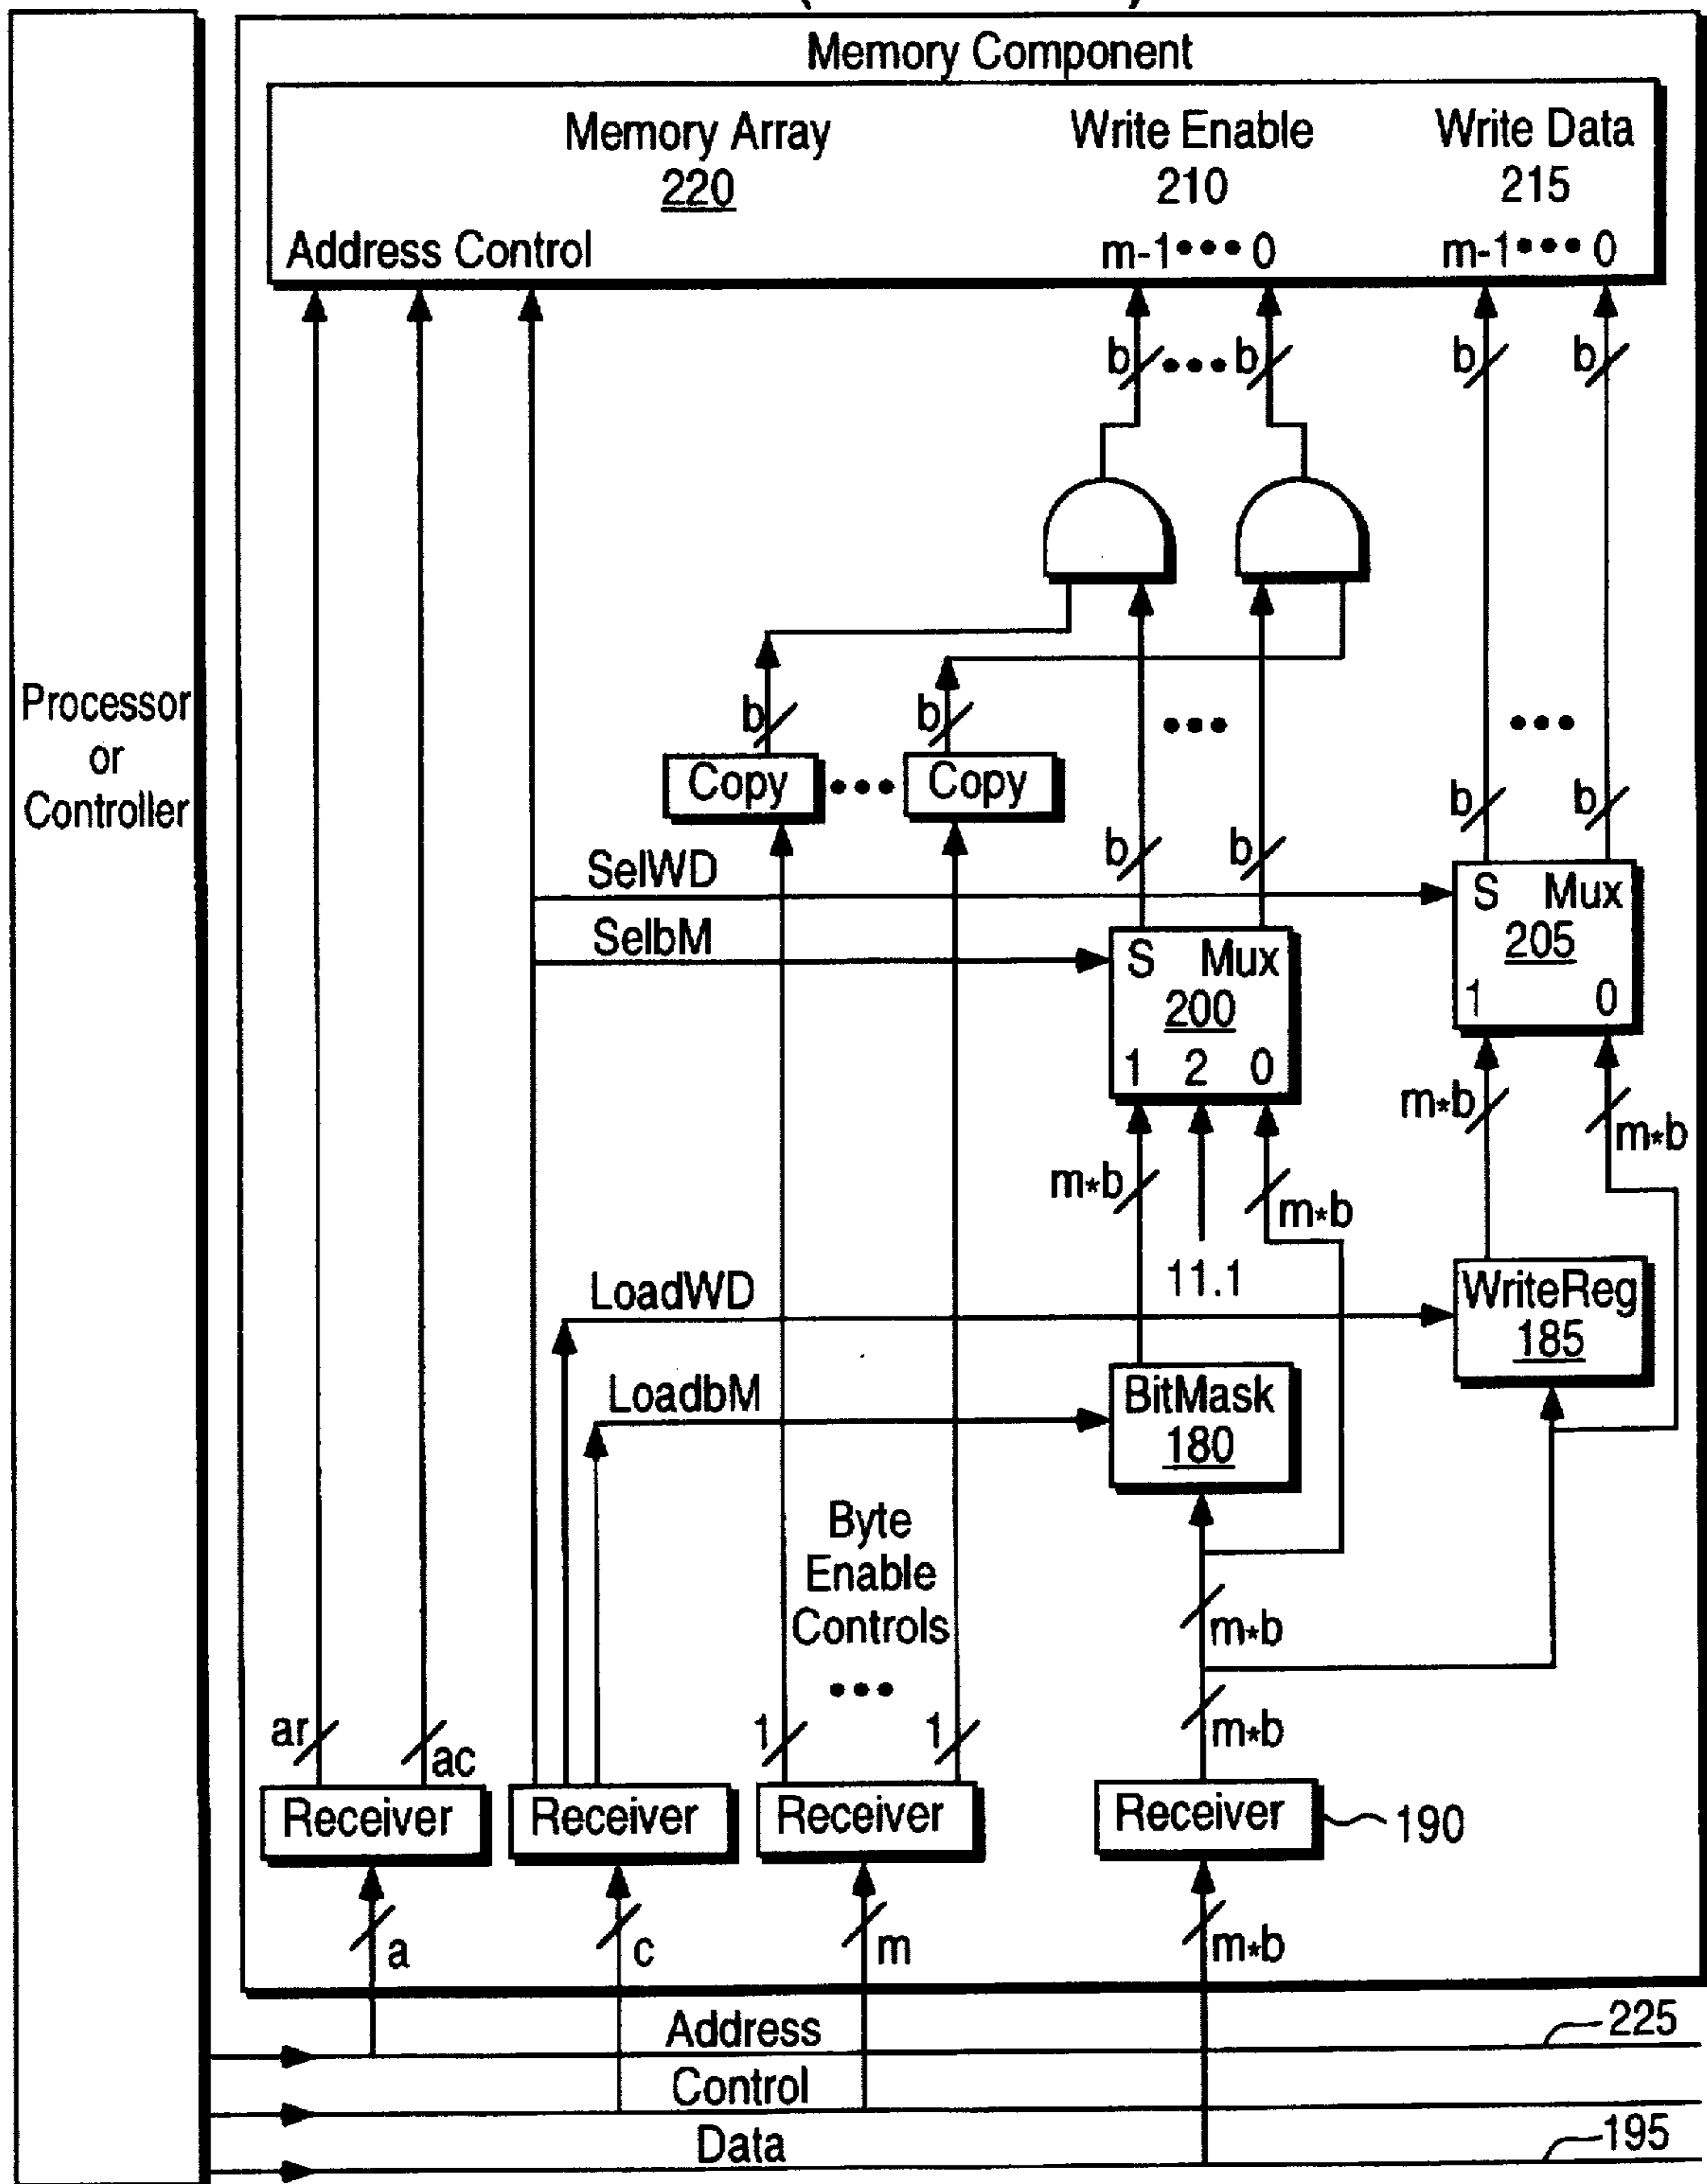 Memory Component
Memory Array Write Enable Write Data
220 210 215
Address Control m-1•••0 m-1•••0
b ••• b b b
Processor
or
Controller
b b ••• •••
Copy ••• Copy
b b
b b
SelWD
S Mux
205
1 0
SelbM
S Mux
200
1 2 0
m*b m*b
m*b m*b
11.1
LoadWD
WriteReg
185
LoadbM
BitMask
180
Byte
Enable
Controls
•••
m*b
ar ac 1 1 m*b
Receiver Receiver Receiver Receiver 190
a c m m*b
Address 225
Control
Data 195